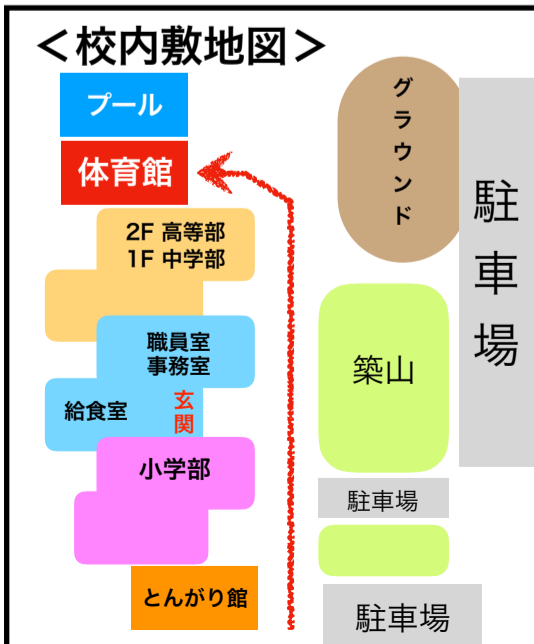 ＜校内敷地図＞
プール
体育館
2F 高等部
1F 中学部
職員室
事務室
給食室
玄関
小学部
とんがり館
グラウンド
駐車場
築山
駐車場
駐車場